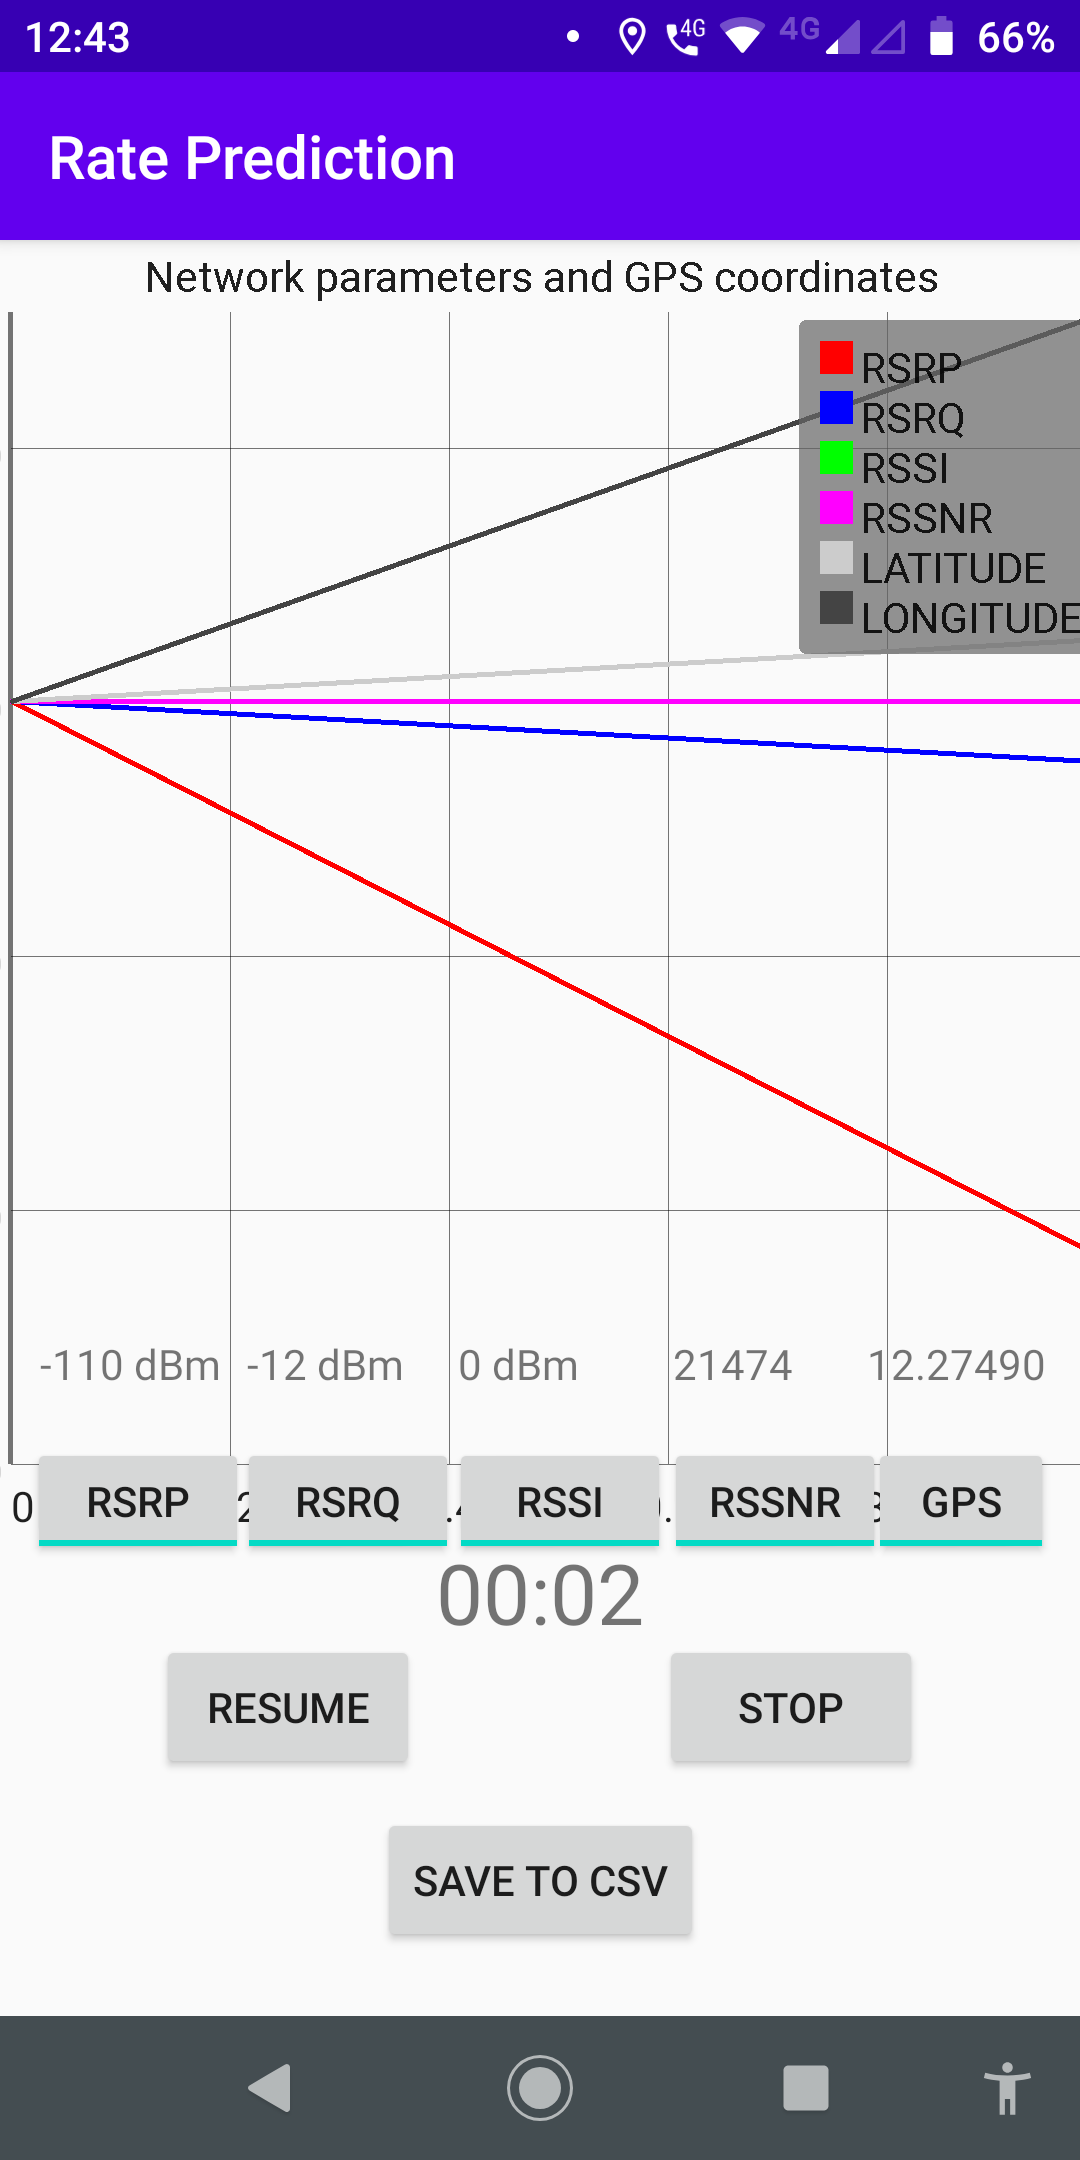 12:43 4G 4G 66%
Rate Prediction
Network parameters and GPS coordinates
RSRP
RSRQ
RSSI
RSSNR
LATITUDE
LONGITUDE
-110 dBm -12 dBm 0 dBm 21474 12.27490
0
RSRP RSRQ RSSI RSSNR GPS
00:02
RESUME STOP
SAVE TO CSV